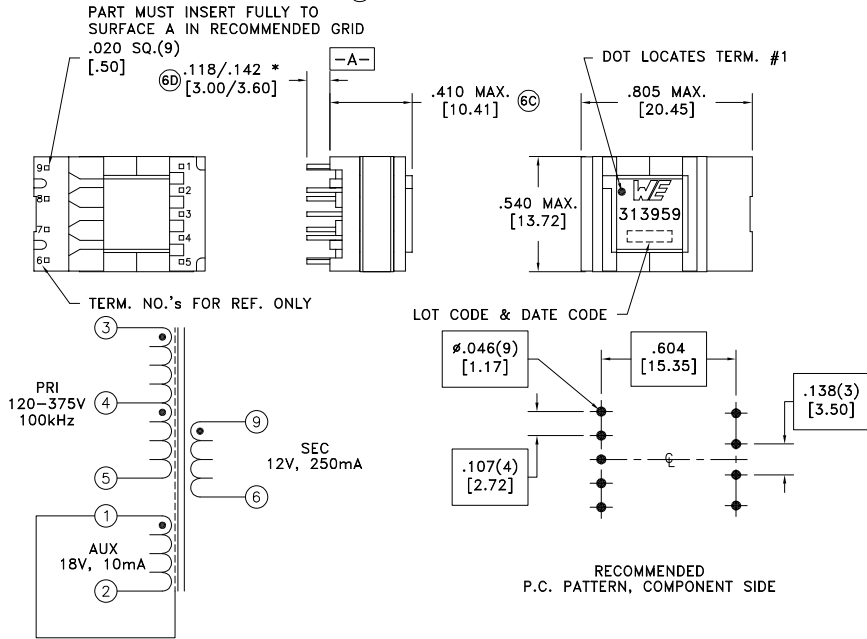 PART MUST INSERT FULLY TO
SURFACE A IN RECOMMENDED GRID
.020 SQ.(9)
[.50]
6D .118/.142 *
[3.00/3.60]
-A-
.410 MAX.
[10.41]
6C
DOT LOCATES TERM. #1
.805 MAX.
[20.45]
9
8
7
6
1
2
3
4
5
.540 MAX.
[13.72]
WE
313959
TERM. NO.'s FOR REF. ONLY
LOT CODE & DATE CODE
3
4
5
1
2
9
6
PRI
120-375V
100kHz
SEC
12V, 250mA
AUX
18V, 10mA
ø.046(9)
[1.17]
.604
[15.35]
.138(3)
[3.50]
.107(4)
[2.72]
℄
RECOMMENDED
P.C. PATTERN, COMPONENT SIDE